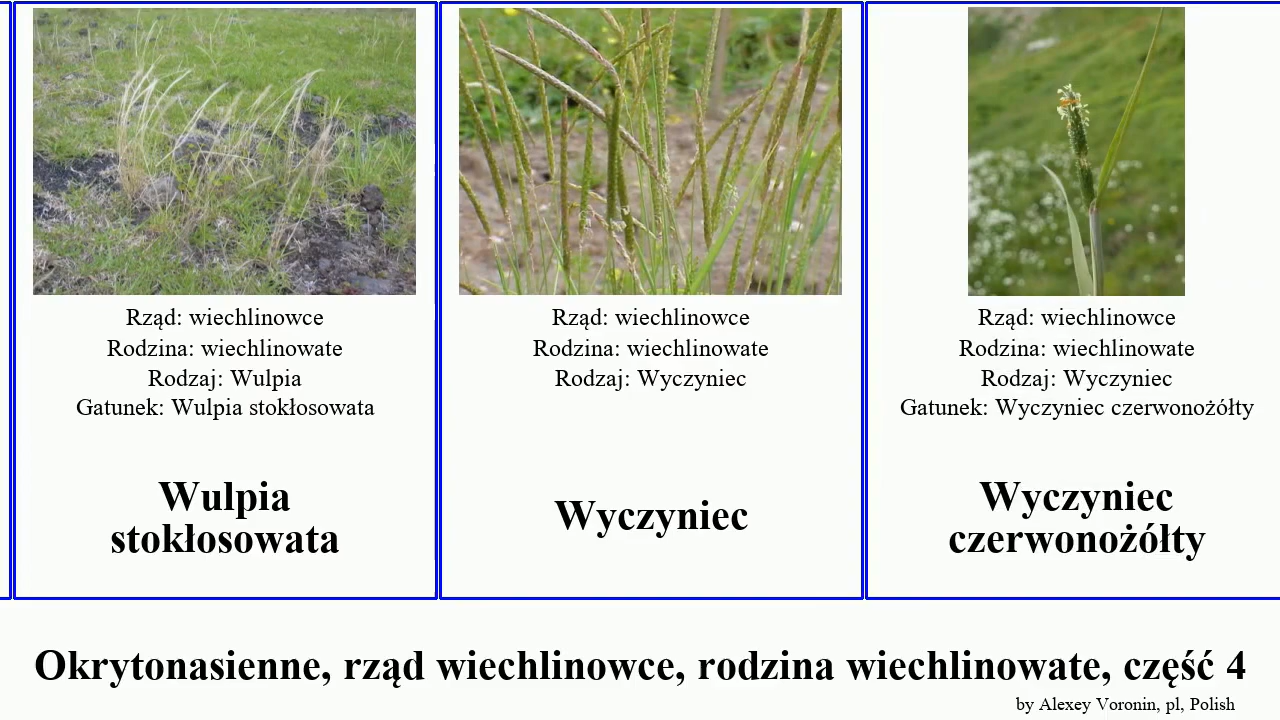 Rząd: wiechlinowce
Rodzina: wiechlinowate
Rodzaj: Wulpia
Gatunek: Wulpia stokłosowata
Wulpia
stokłosowata
Rząd: wiechlinowce
Rodzina: wiechlinowate
Rodzaj: Wyczyniec
Wyczyniec
Rząd: wiechlinowce
Rodzina: wiechlinowate
Rodzaj: Wyczyniec
Gatunek: Wyczyniec czerwonożółty
Wyczyniec
czerwonożółty
Okrytonasienne, rząd wiechlinowce, rodzina wiechlinowate, część 4
by Alexey Voronin, pl, Polish